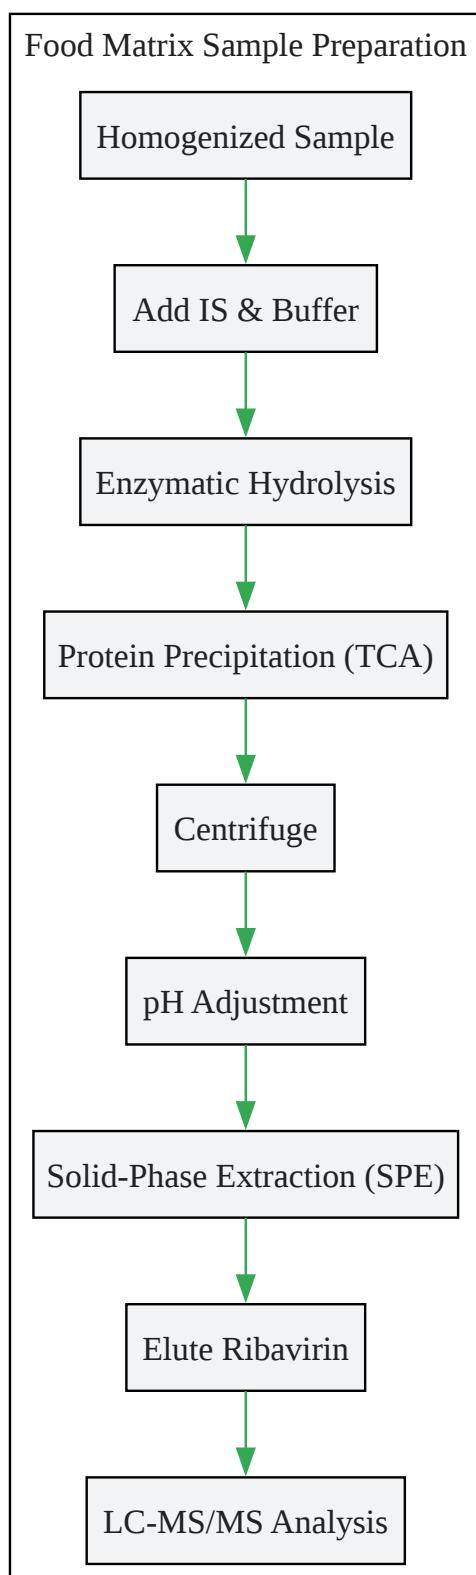 Food Matrix Sample Preparation
Homogenized Sample
Add IS & Buffer
Enzymatic Hydrolysis
Protein Precipitation (TCA)
Centrifuge
pH Adjustment
Solid-Phase Extraction (SPE)
Elute Ribavirin
LC-MS/MS Analysis